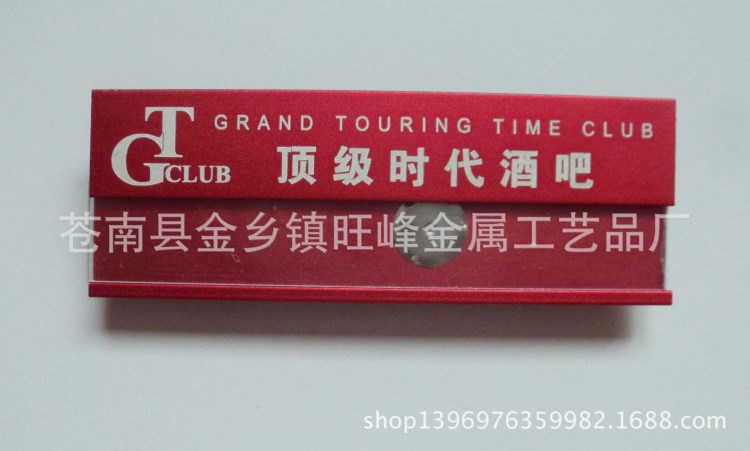 GT CLUB
GRAND TOURING TIME CLUB
顶级时代酒吧
苍南县金乡镇旺峰金属工艺品厂
shop1396976359982.1688.com